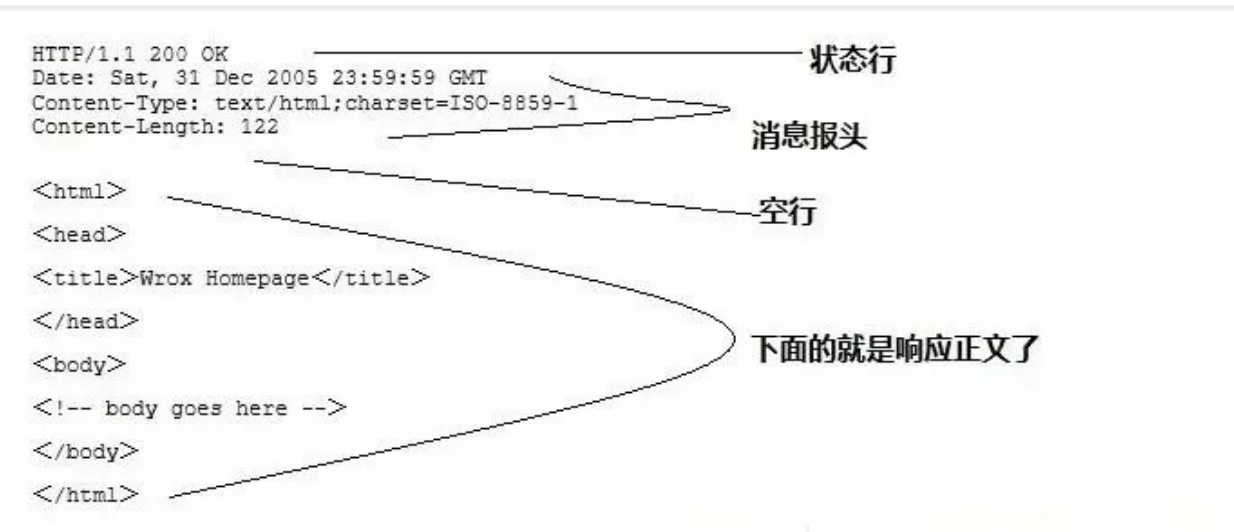 HTTP/1.1 200 OK
状态行
Date: Sat, 31 Dec 2005 23:59:59 GMT
Content-Type: text/html;charset=ISO-8859-1
Content-Length: 122
消息报头
空行
<html>
<head>
<title>Wrox Homepage</title>
</head>
<body>
下面的就是响应正文了
<!-- body goes here -->
</body>
</html>